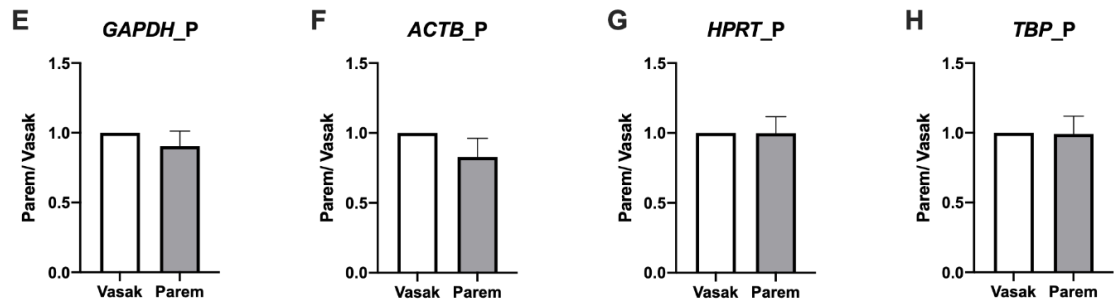 E
GAPDH_P
Parem/ Vasak
1.5
1.0
0.5
0.0
Vasak Parem
F
ACTB_P
Parem/ Vasak
1.5
1.0
0.5
0.0
Vasak Parem
G
HPRT_P
Parem/ Vasak
1.5
1.0
0.5
0.0
Vasak Parem
H
TBP_P
Parem/ Vasak
1.5
1.0
0.5
0.0
Vasak Parem